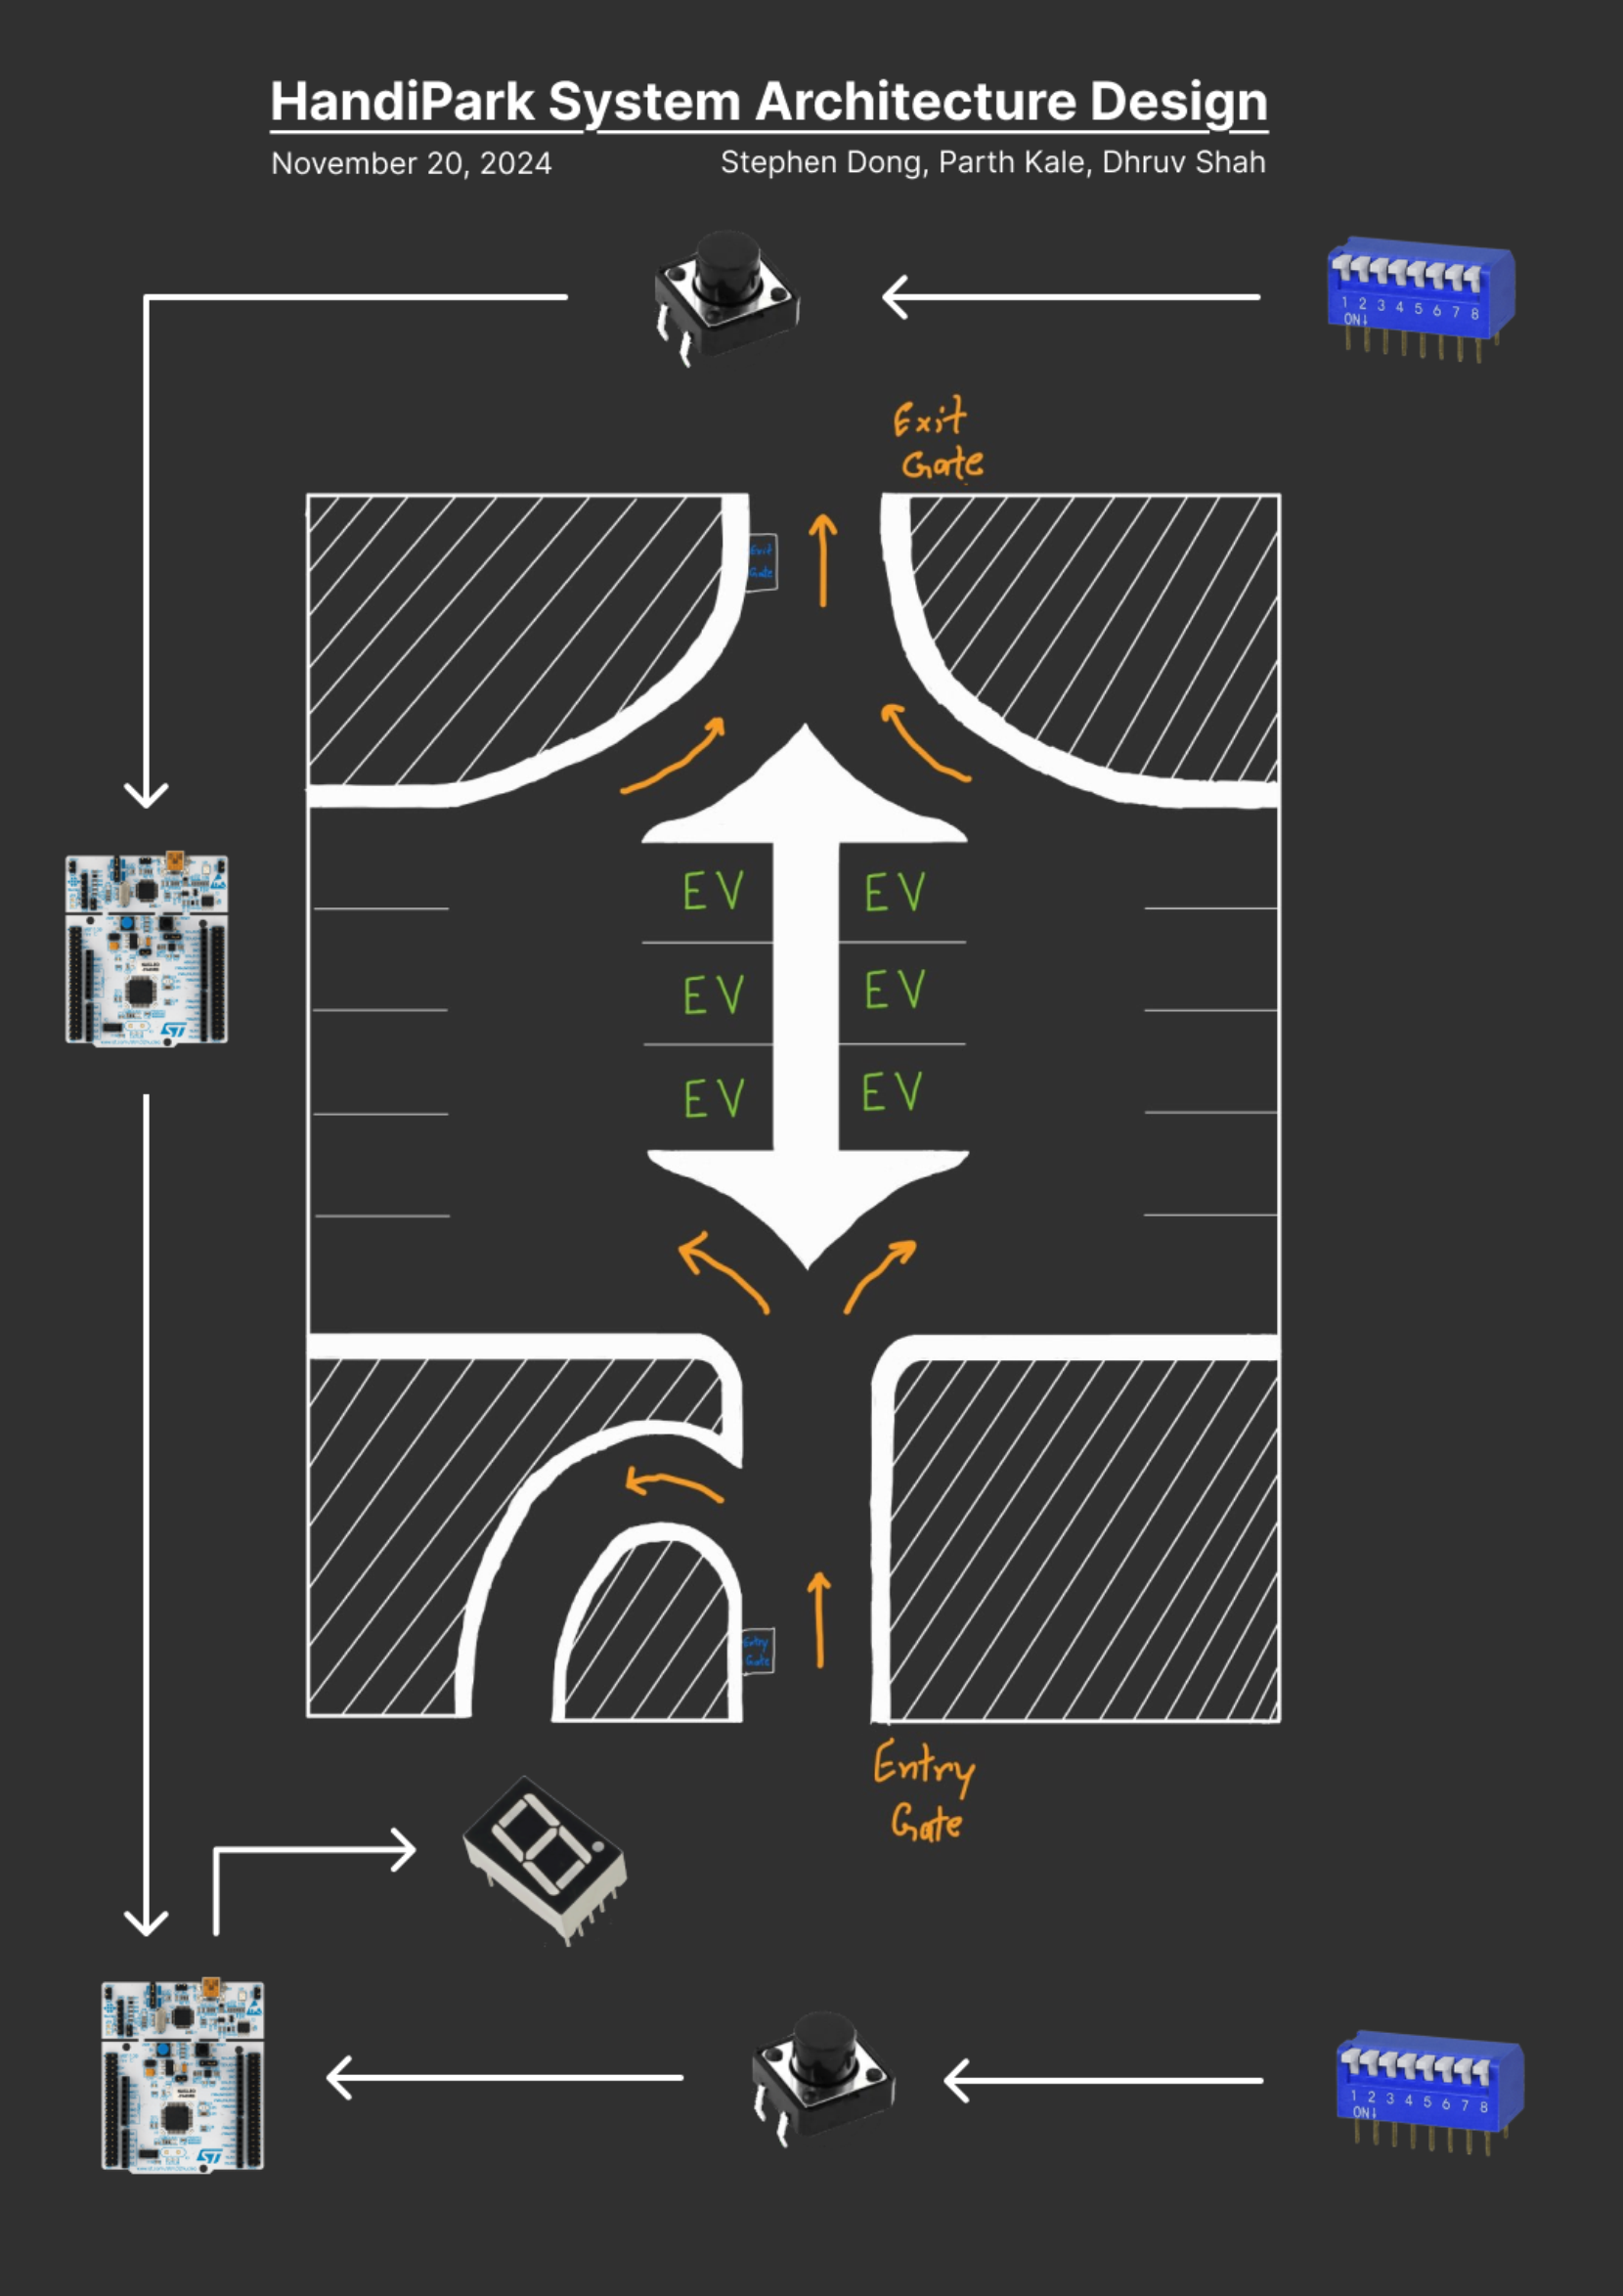 HandiPark System Architecture Design
November 20, 2024
Stephen Dong, Parth Kale, Dhruv Shah
1 2 3 4 5 6 7 8
ON↓
Exit
Gate
Exit
Gate
EV EV
EV EV
EV EV
ST
Entry
Gate
Entry
Gate
ST
1 2 3 4 5 6 7 8
ON↓